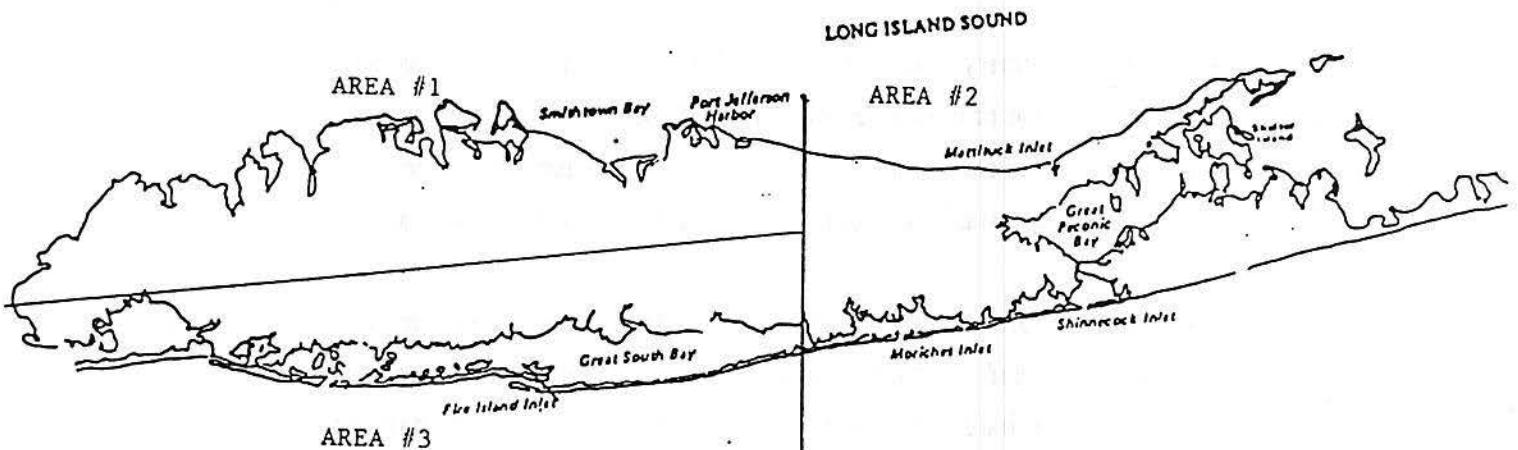 LONG ISLAND SOUND
AREA #1
AREA #2
Smithtown Bay
Port Jefferson
Harbor
Mattituck Inlet
Shelter
Island
Great
Peconic
Bay
Shinnecock Inlet
Moriches Inlet
Great South Bay
Fire Island Inlet
AREA #3